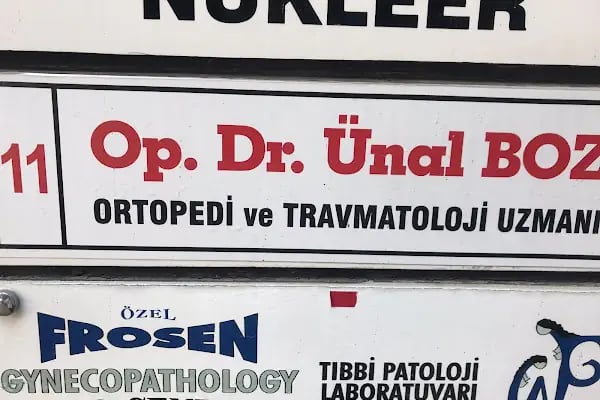 NÜKLEER
11
Op. Dr. Ünal BOZ
ORTOPEDİ ve TRAVMATOLOJİ UZMANI
ÖZEL
FROSEN
GYNECOPATHOLOGY
TIBBİ PATOLOJİ
LABORATUVARI